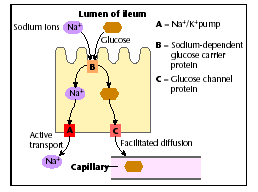 Lumen of ileum
Sodium ions
Na⁺
Glucose
A = Na⁺/K⁺pump
B = Sodium-dependent
glucose carrier
protein
C = Glucose channel
protein
B
Na⁺
A
C
Active
transport
Facilitated diffusion
Na⁺
Capillary